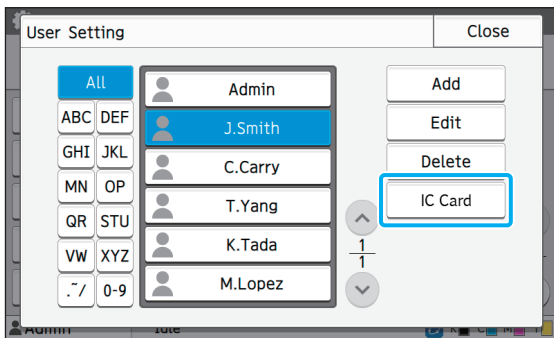 User Setting
Close
All
ABC DEF
GHI JKL
MN OP
QR STU
VW XYZ
.˜/ 0-9
Admin
J.Smith
C.Carry
T.Yang
K.Tada
M.Lopez
1
1
Add
Edit
Delete
IC Card
Admin
Idle
K C M Y